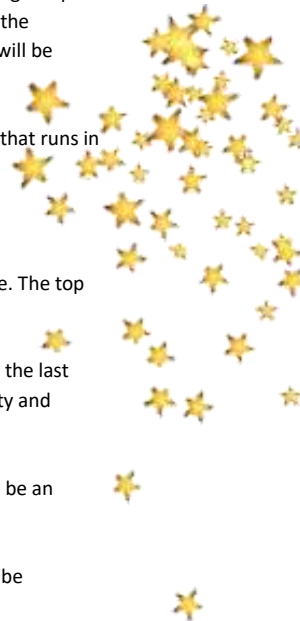 the
will be
that runs in
e. The top
the last
ty and
be an
be